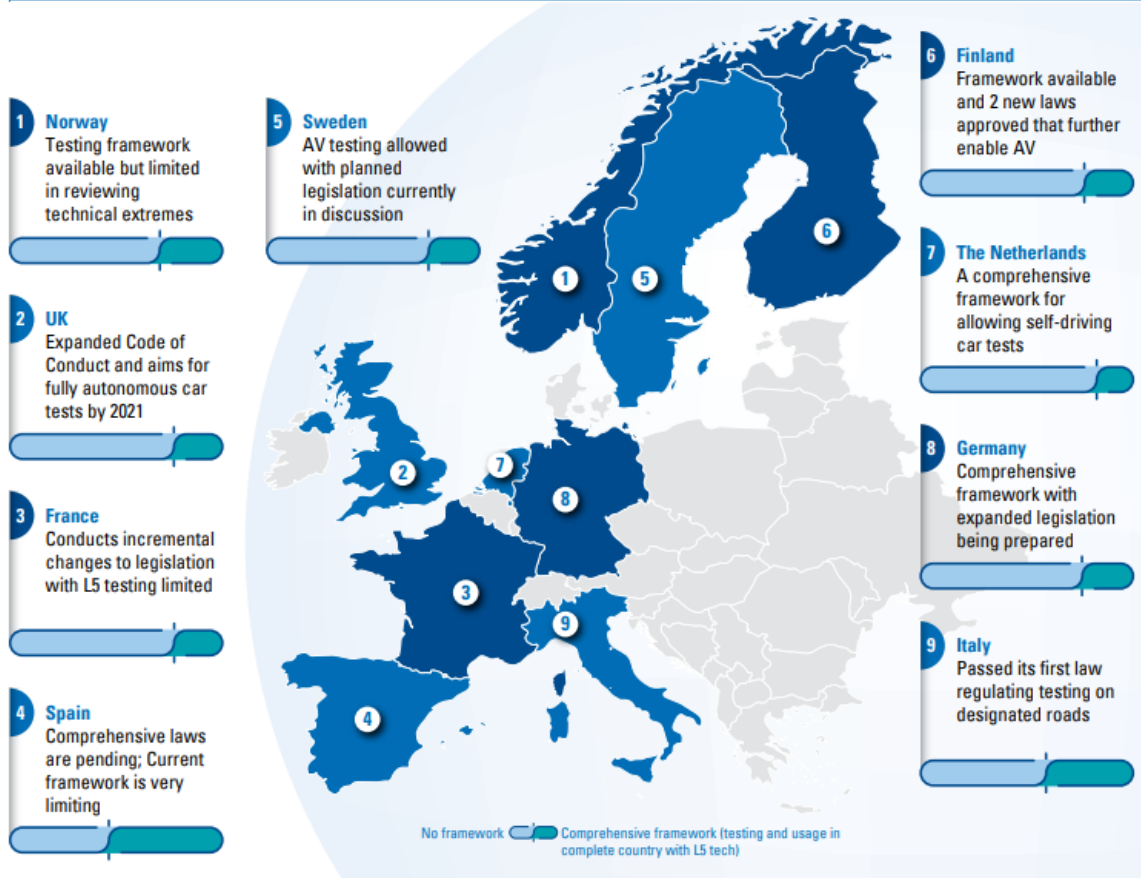 1
Norway
Testing framework
available but limited
in reviewing
technical extremes
2
UK
Expanded Code of
Conduct and aims for
fully autonomous car
tests by 2021
3
France
Conducts incremental
changes to legislation
with L5 testing limited
4
Spain
Comprehensive laws
are pending; Current
framework is very
limiting
5
Sweden
AV testing allowed
with planned
legislation currently
in discussion
6
Finland
Framework available
and 2 new laws
approved that further
enable AV
7
The Netherlands
A comprehensive
framework for
allowing self-driving
car tests
8
Germany
Comprehensive
framework with
expanded legislation
being prepared
9
Italy
Passed its first law
regulating testing on
designated roads
6
1
5
7
2
8
3
9
4
No framework
Comprehensive framework (testing and usage in
complete country with L5 tech)